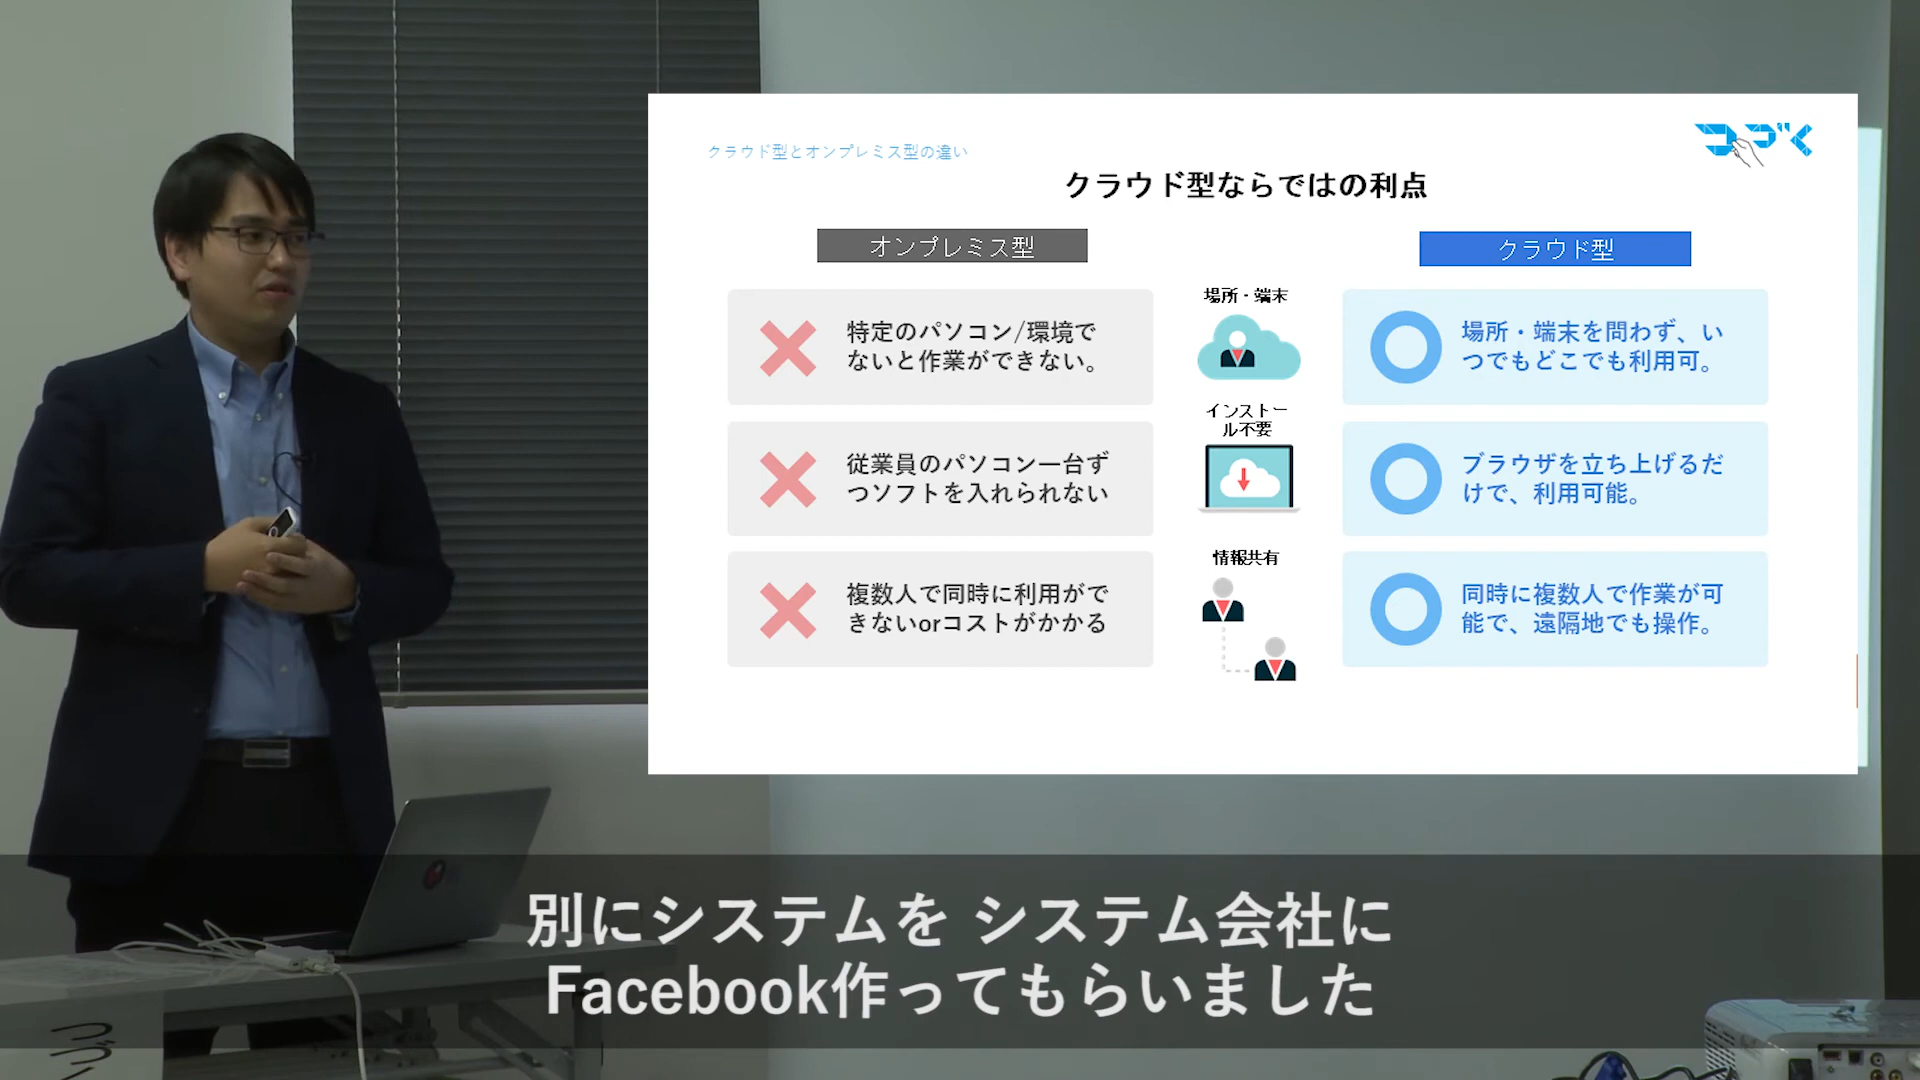 クラウド型とオンプレミス型の違い
つづく
クラウド型ならではの利点
オンプレミス型
クラウド型
特定のパソコン/環境で
ないと作業ができない。
場所・端末
場所・端末を問わず、い
つでもどこでも利用可。
従業員のパソコン一台ず
つソフトを入れられない
インストー
ル不要
ブラウザを立ち上げるだ
けで、利用可能。
複数人で同時に利用がで
きないorコストがかかる
情報共有
同時に複数人で作業が可
能で、遠隔地でも操作。
別にシステムを システム会社に
Facebook作ってもらいました
つづ